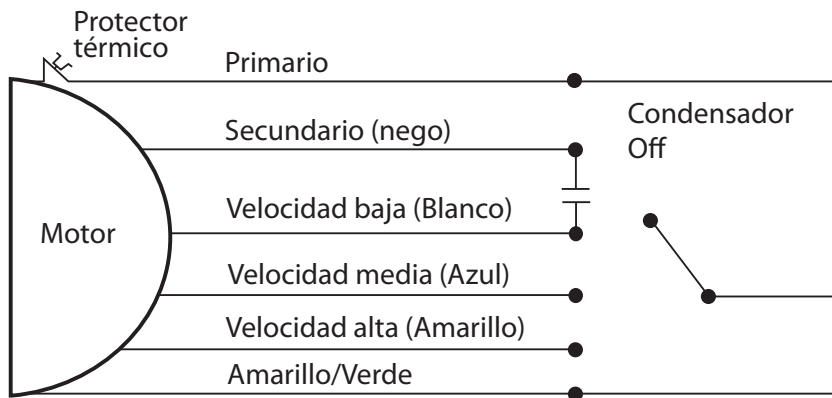 Protector
térmico
Primario
Condensador
Off
Secundario (nego)
Velocidad baja (Blanco)
Motor
Velocidad media (Azul)
Velocidad alta (Amarillo)
Amarillo/Verde